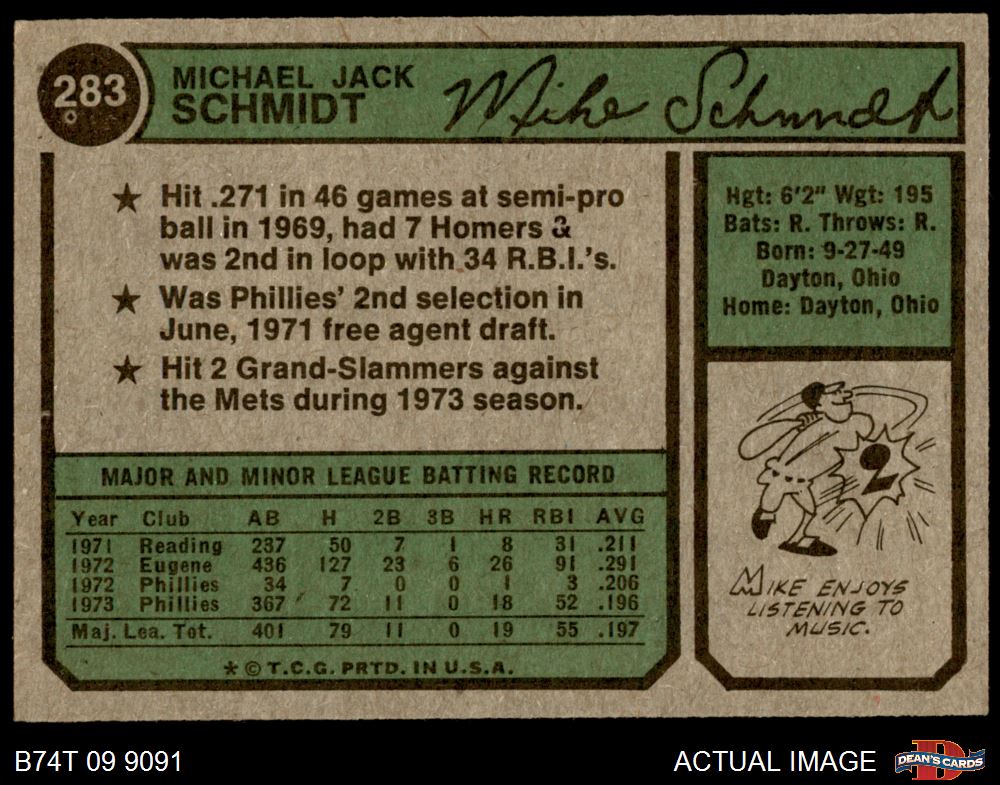 283
MICHAEL JACK
SCHMIDT
Mike Schmidt
★ Hit .271 in 46 games at semi-pro
ball in 1969, had 7 Homers &
was 2nd in loop with 34 R.B.I.'s.
★ Was Phillies' 2nd selection in
June, 1971 free agent draft.
★ Hit 2 Grand-Slammers against
the Mets during 1973 season.
Hgt: 6'2" Wgt: 195
Bats: R. Throws: R.
Born: 9-27-49
Dayton, Ohio
Home: Dayton, Ohio
2
MIKE ENJOYS
LISTENING TO
MUSIC.
MAJOR AND MINOR LEAGUE BATTING RECORD
Year Club AB H 2B 3B HR RBI AVG
1971 Reading 237 50 7 1 8 31 .211
1972 Eugene 436 127 23 6 26 91 .291
1972 Phillies 34 7 0 0 1 3 .206
1973 Phillies 367 72 11 0 18 52 .196
Maj. Lea. Tot. 401 79 11 0 19 55 .197
★ © T.C.G. PRTD. IN U.S.A.
B74T 09 9091
ACTUAL IMAGE
DEAN'S CARDS